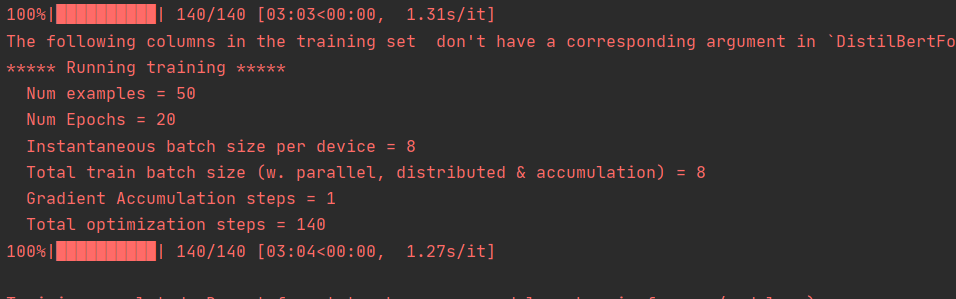 100%|██████████| 140/140 [03:03<00:00,  1.31s/it]
The following columns in the training set  don't have a corresponding argument in `DistilBertFo
***** Running training *****
  Num examples = 50
  Num Epochs = 20
  Instantaneous batch size per device = 8
  Total train batch size (w. parallel, distributed & accumulation) = 8
  Gradient Accumulation steps = 1
  Total optimization steps = 140
100%|██████████| 140/140 [03:04<00:00,  1.27s/it]